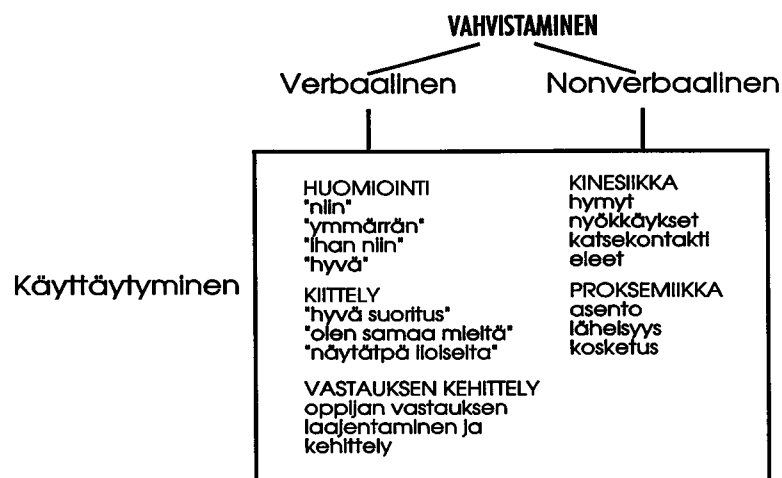 VAHVISTAMINEN
Verbaalinen
Nonverbaalinen
Käyttäytyminen
HUOMIOINTI
"niin"
"ymmärrän"
"ihan niin"
"hyvä"
KIITTELY
"hyvä suoritus"
"olen samaa mieltä"
"näytätpä iloiselta"
VASTAUKSEN KEHITTELY
oppijan vastauksen
laajentaminen ja
kehittely
KINESIIKKA
hymyt
nyökkäykset
katsekontakti
eleet
PROKSEMIIKKA
asento
läheisyys
kosketus